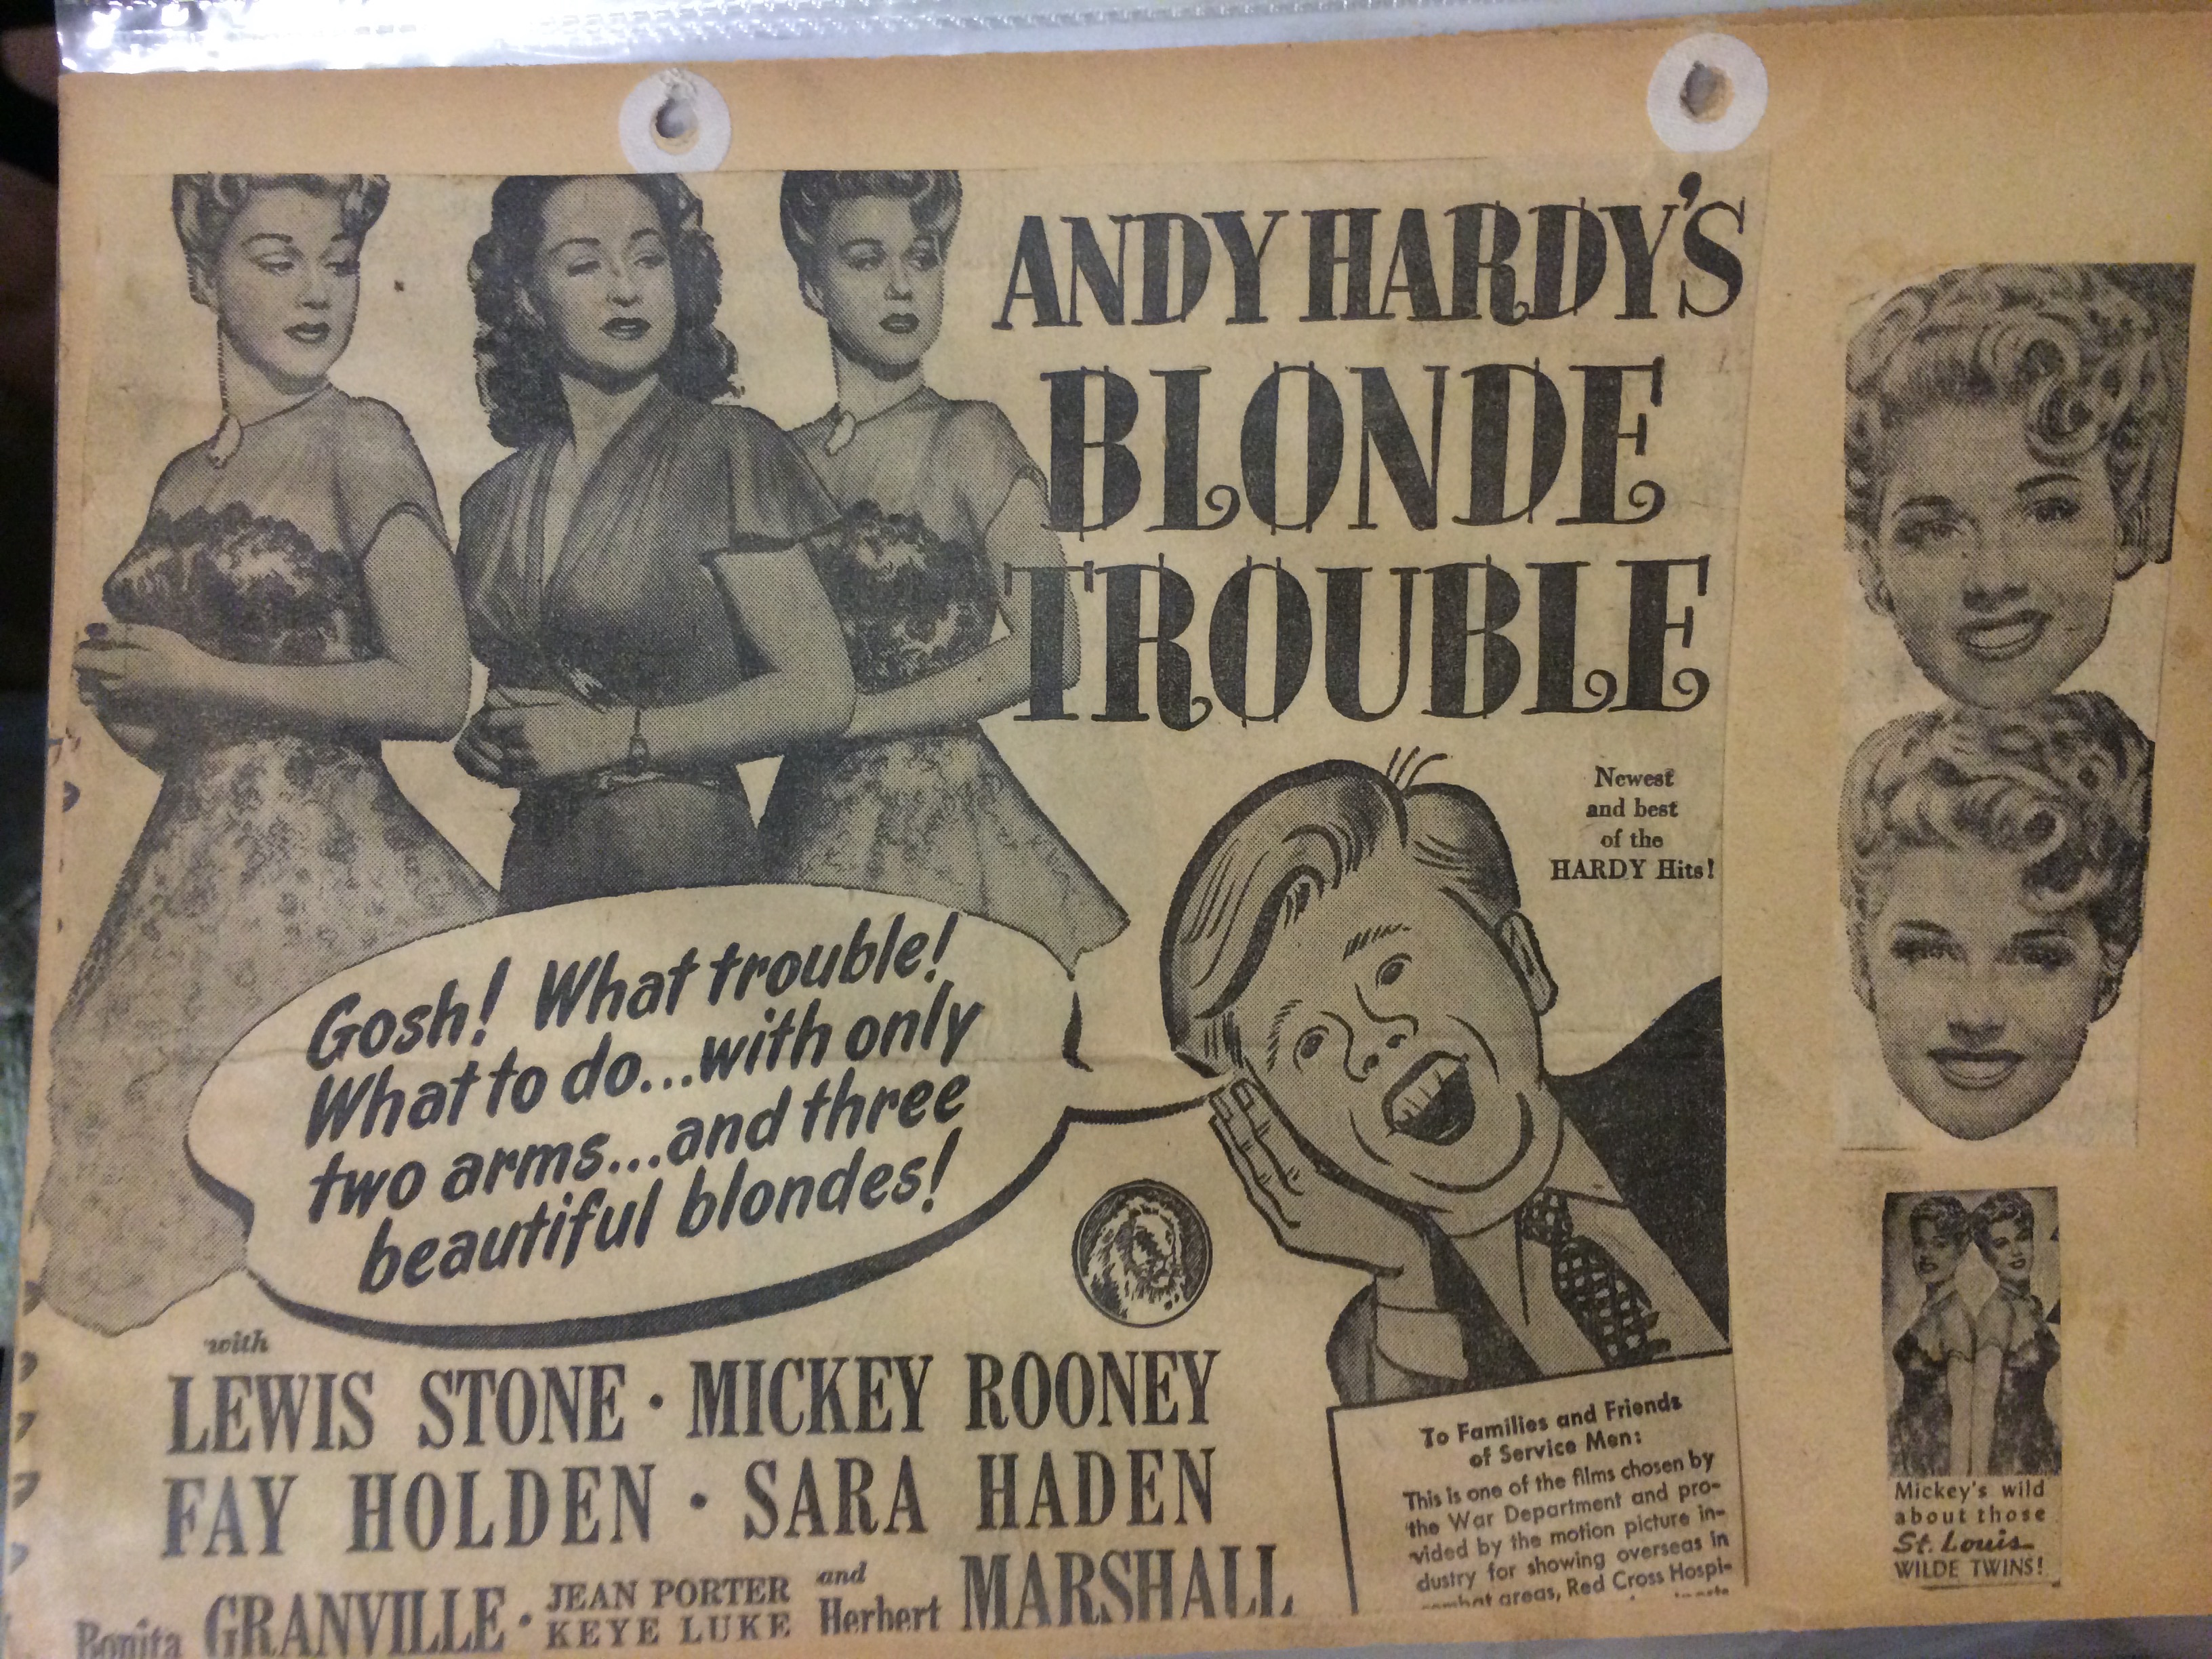 ANDY HARDY'S
BLONDE
TROUBLE
Newest
and best
of the
HARDY Hits!
Gosh! What trouble!
What to do...with only
two arms...and three
beautiful blondes!
with
LEWIS STONE · MICKEY ROONEY
FAY HOLDEN · SARA HADEN
Bonita GRANVILLE · JEAN PORTER
KEYE LUKE
and
Herbert MARSHALL
To Families and Friends
of Service Men:
This is one of the films chosen by
the War Department and pro-
vided by the motion picture in-
dustry for showing overseas in
combat areas, Red Cross Hospi-
Mickey's wild
about those
St. Louis
WILDE TWINS!